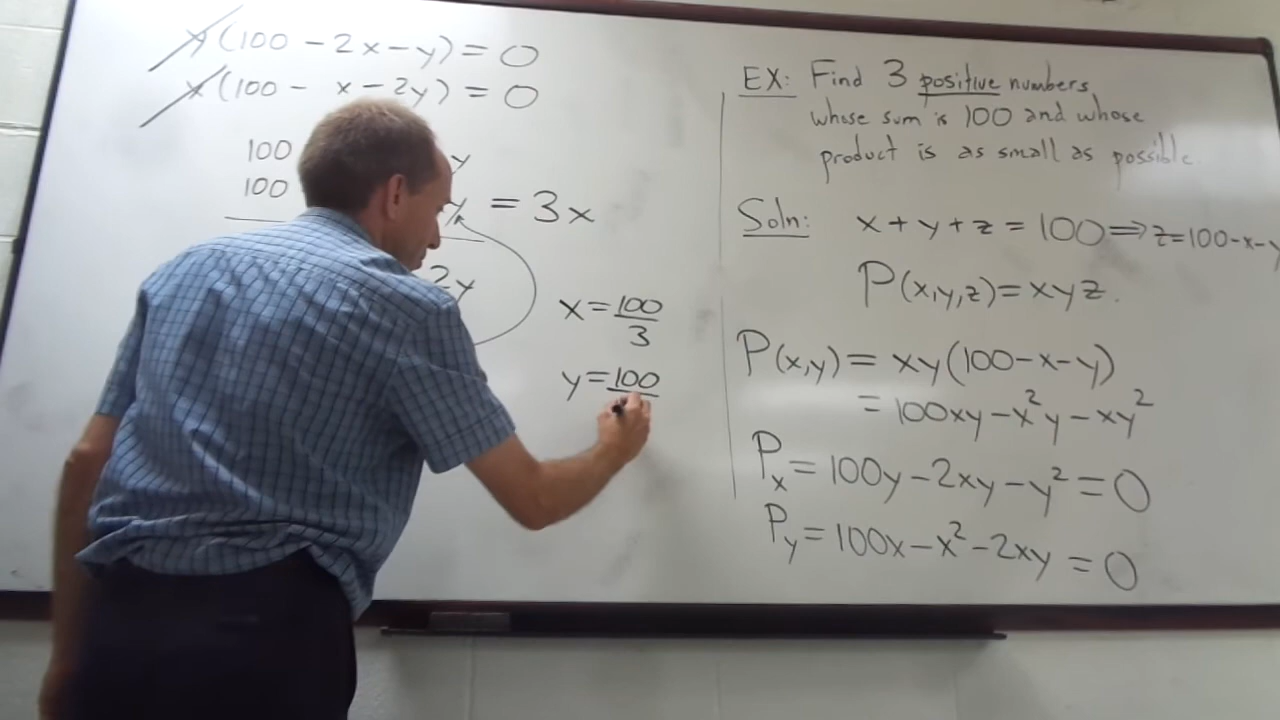 y(100 - 2x - y) = 0
x(100 - x - 2y) = 0
100 y
100 y = 3x
2y
x = 100/3
y = 100
EX: Find 3 positive numbers
whose sum is 100 and whose
product is as small as possible.
Soln: x + y + z = 100 ⟹ z = 100 - x - y
P(x,y,z) = xyz.
P(x,y) = xy(100 - x - y)
= 100xy - x²y - xy²
Pₓ = 100y - 2xy - y² = 0
Py = 100x - x² - 2xy = 0